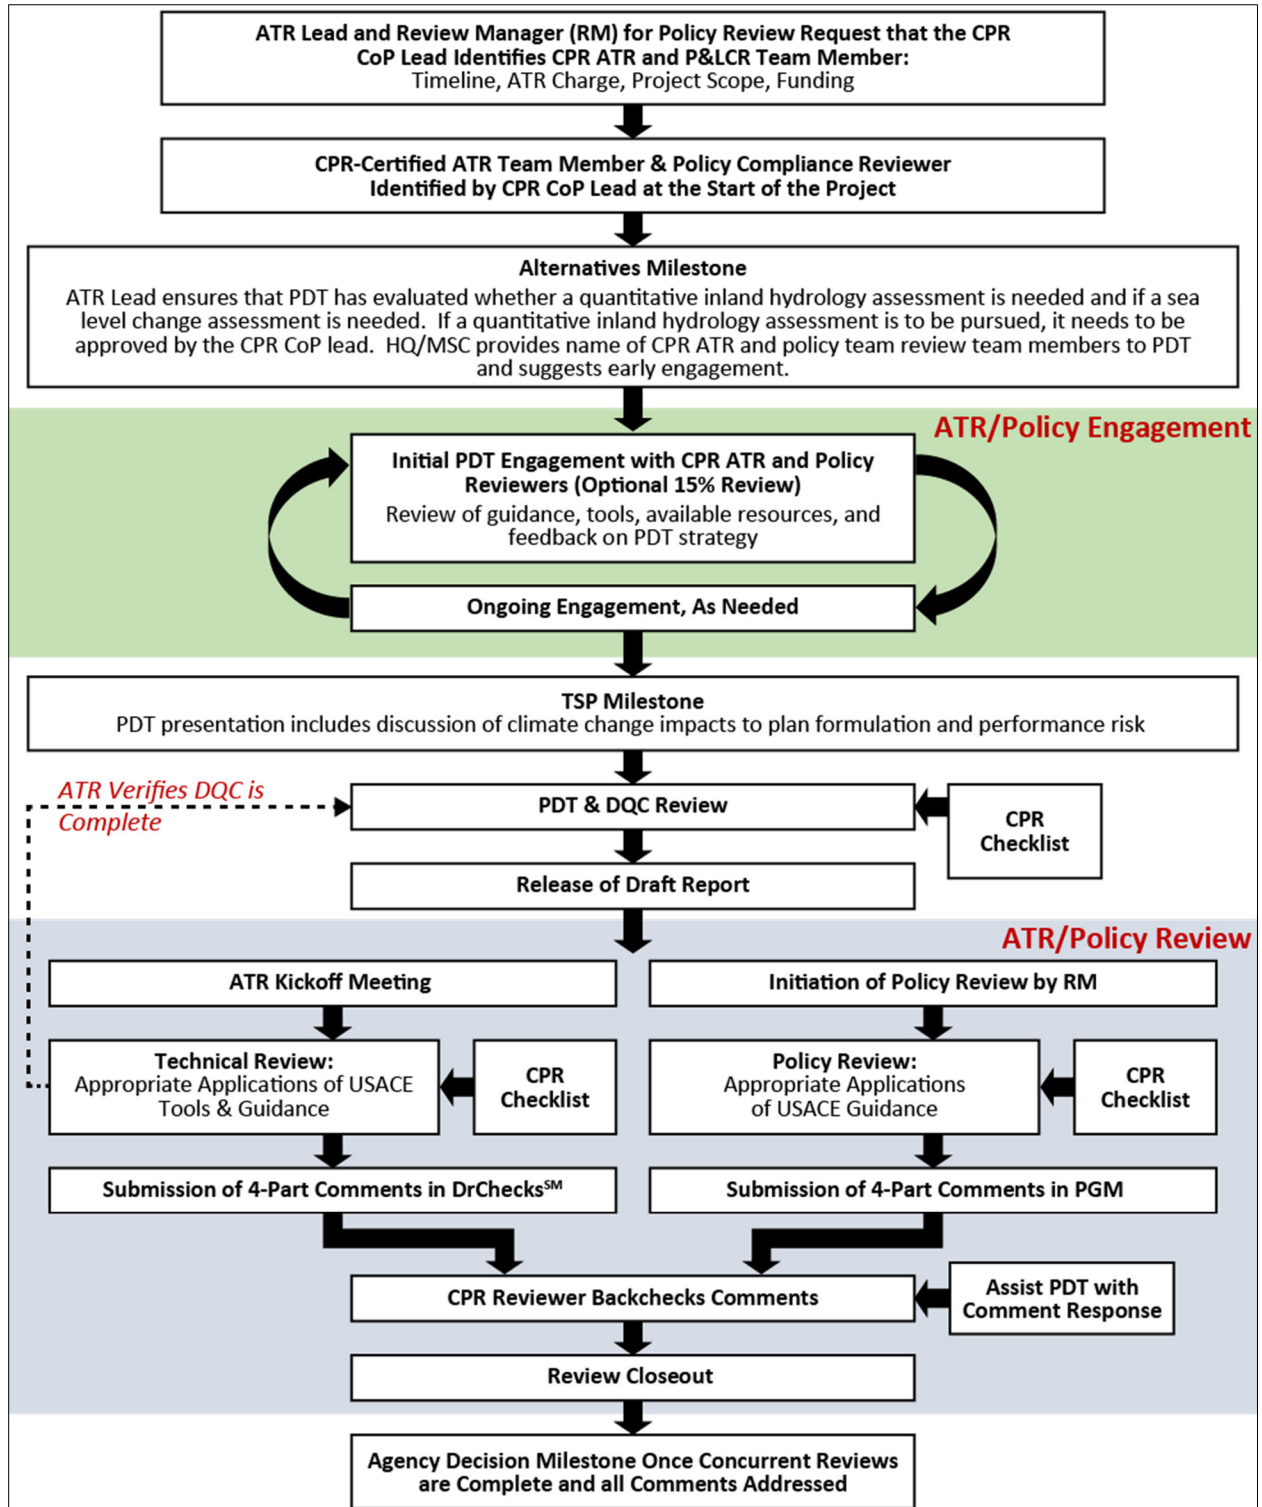 ATR Lead and Review Manager (RM) for Policy Review Request that the CPR
CoP Lead Identifies CPR ATR and P&LCR Team Member:
Timeline, ATR Charge, Project Scope, Funding
CPR-Certified ATR Team Member & Policy Compliance Reviewer
Identified by CPR CoP Lead at the Start of the Project
Alternatives Milestone
ATR Lead ensures that PDT has evaluated whether a quantitative inland hydrology assessment is needed and if a sea
level change assessment is needed.  If a quantitative inland hydrology assessment is to be pursued, it needs to be
approved by the CPR CoP lead.  HQ/MSC provides name of CPR ATR and policy team review team members to PDT
and suggests early engagement.
ATR/Policy Engagement
Initial PDT Engagement with CPR ATR and Policy
Reviewers (Optional 15% Review)
Review of guidance, tools, available resources, and
feedback on PDT strategy
Ongoing Engagement, As Needed
TSP Milestone
PDT presentation includes discussion of climate change impacts to plan formulation and performance risk
ATR Verifies DQC is
Complete
PDT & DQC Review
CPR
Checklist
Release of Draft Report
ATR/Policy Review
ATR Kickoff Meeting
Initiation of Policy Review by RM
Technical Review:
Appropriate Applications of USACE
Tools & Guidance
CPR
Checklist
Policy Review:
Appropriate Applications
of USACE Guidance
CPR
Checklist
Submission of 4-Part Comments in DrChecksSM
Submission of 4-Part Comments in PGM
CPR Reviewer Backchecks Comments
Assist PDT with
Comment Response
Review Closeout
Agency Decision Milestone Once Concurrent Reviews
are Complete and all Comments Addressed